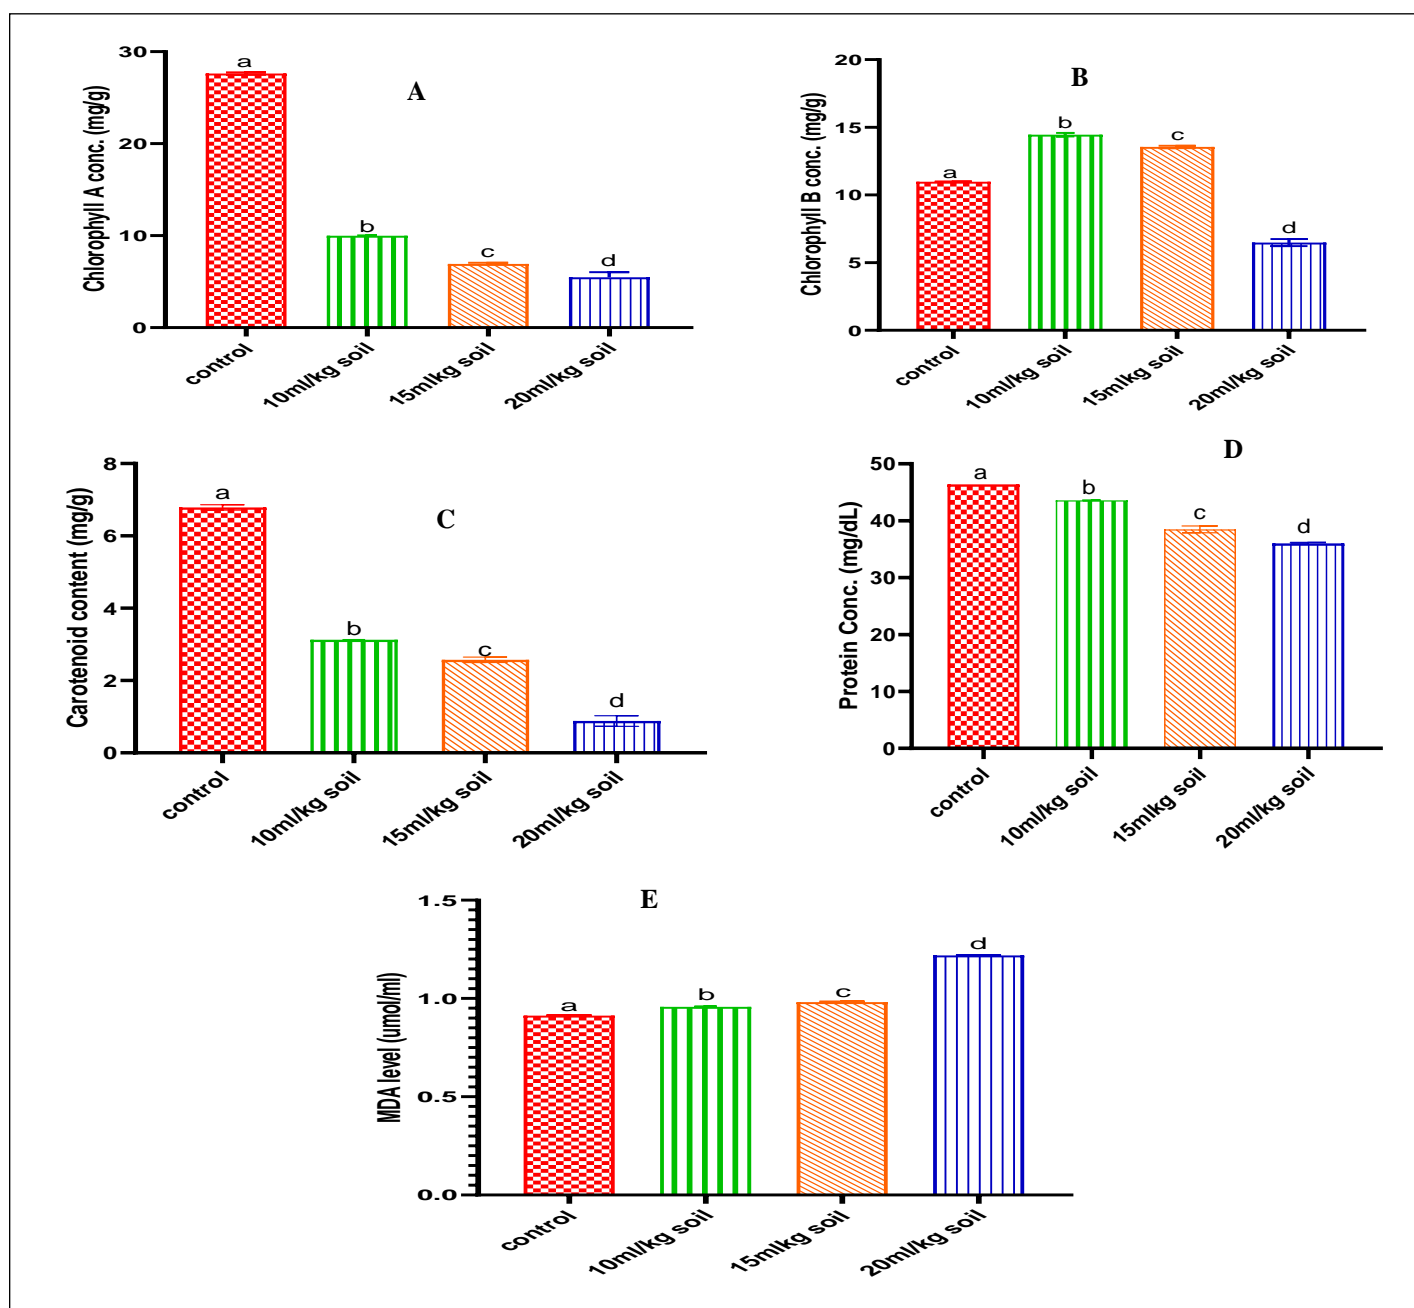 A
Chlorophyll A conc. (mg/g)
30
20
10
0
a
b
c
d
control
10ml/kg soil
15mlkg soil
20ml/kg soil
B
Chlorophyll B conc. (mg/g)
20
15
10
5
0
a
b
c
d
control
10ml/kg soil
15mlkg soil
20ml/kg soil
C
Carotenoid content (mg/g)
8
6
4
2
0
a
b
c
d
control
10ml/kg soil
15ml/kg soil
20ml/kg soil
D
Protein Conc. (mg/dL)
50
40
30
20
10
0
a
b
c
d
control
10ml/kg soil
15mlkg soil
20ml/kg soil
E
MDA level (umol/ml)
1.5
1.0
0.5
0.0
a
b
c
d
control
10ml/kg soil
15mlkg soil
20ml/kg soil